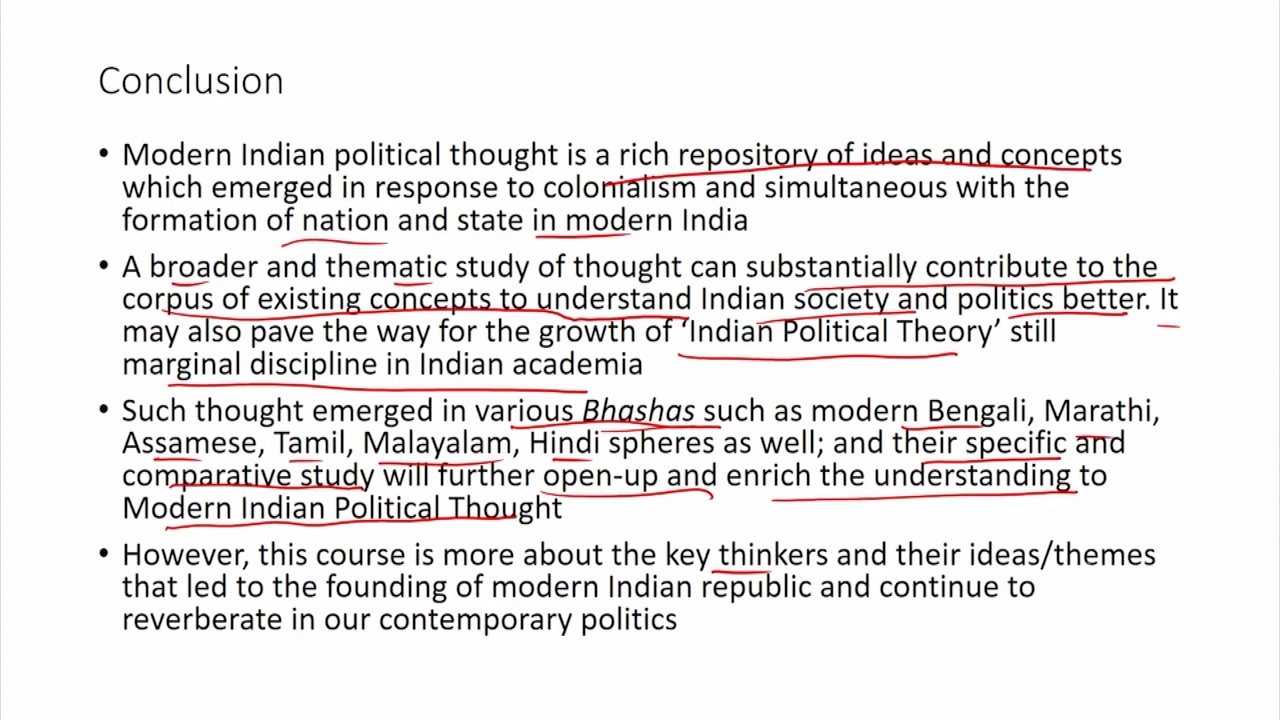 Conclusion
• Modern Indian political thought is a rich repository of ideas and concepts
which emerged in response to colonialism and simultaneous with the
formation of nation and state in modern India
• A broader and thematic study of thought can substantially contribute to the
corpus of existing concepts to understand Indian society and politics better. It
may also pave the way for the growth of ‘Indian Political Theory’ still
marginal discipline in Indian academia
• Such thought emerged in various Bhashas such as modern Bengali, Marathi,
Assamese, Tamil, Malayalam, Hindi spheres as well; and their specific and
comparative study will further open-up and enrich the understanding to
Modern Indian Political Thought
• However, this course is more about the key thinkers and their ideas/themes
that led to the founding of modern Indian republic and continue to
reverberate in our contemporary politics